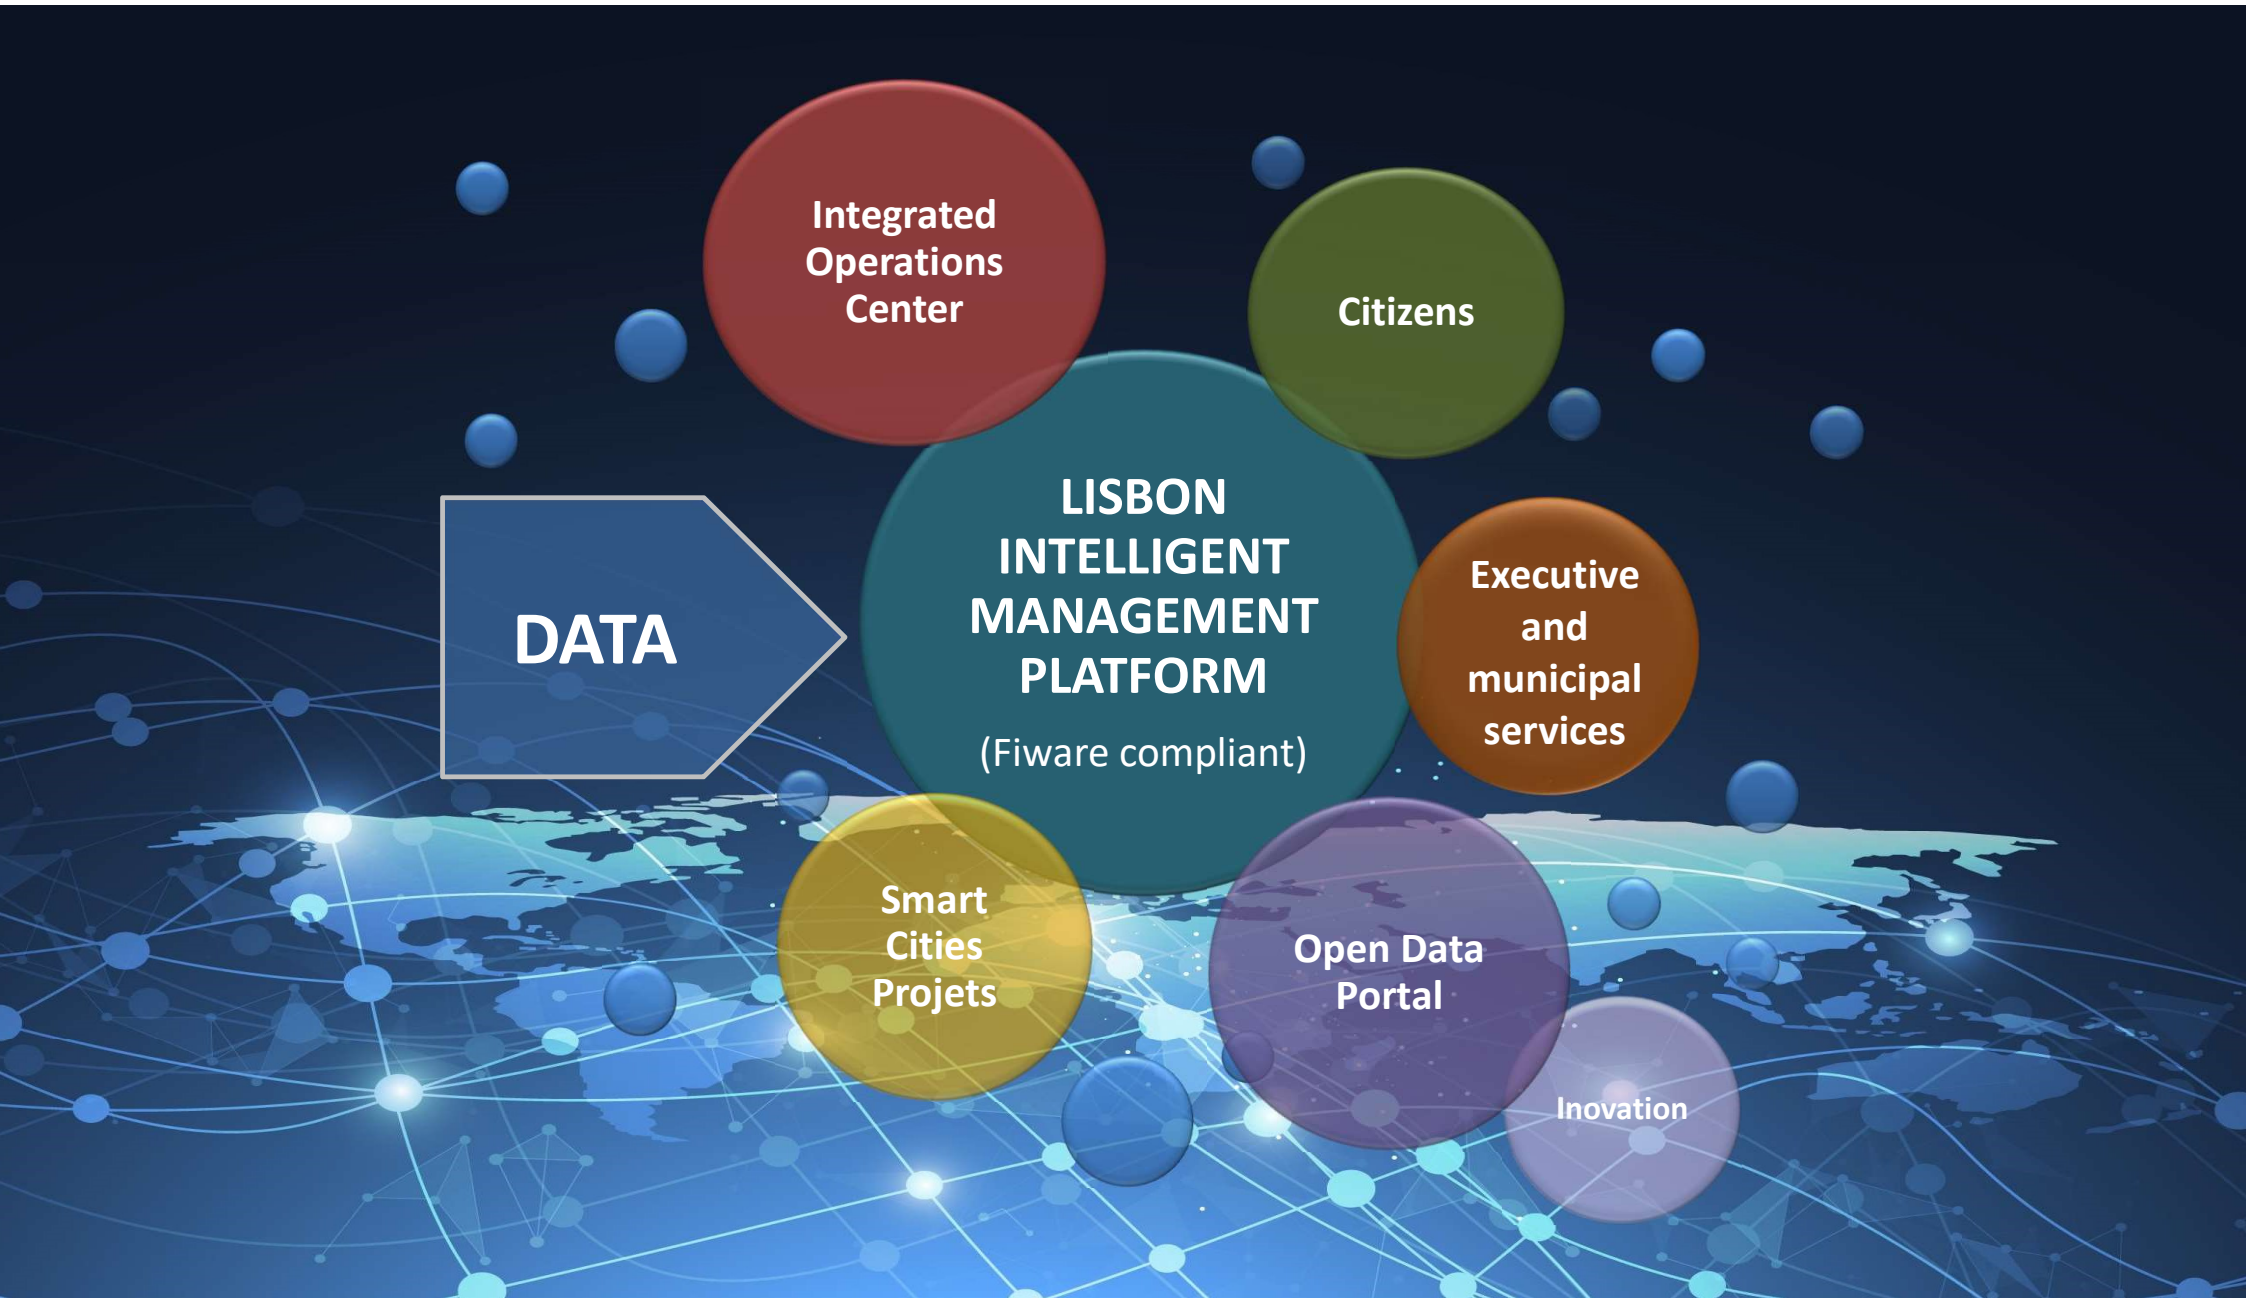 Integrated
Operations
Center
Citizens
DATA
LISBON
INTELLIGENT
MANAGEMENT
PLATFORM
(Fiware compliant)
Executive
and
municipal
services
Smart
Cities
Projets
Open Data
Portal
Inovation